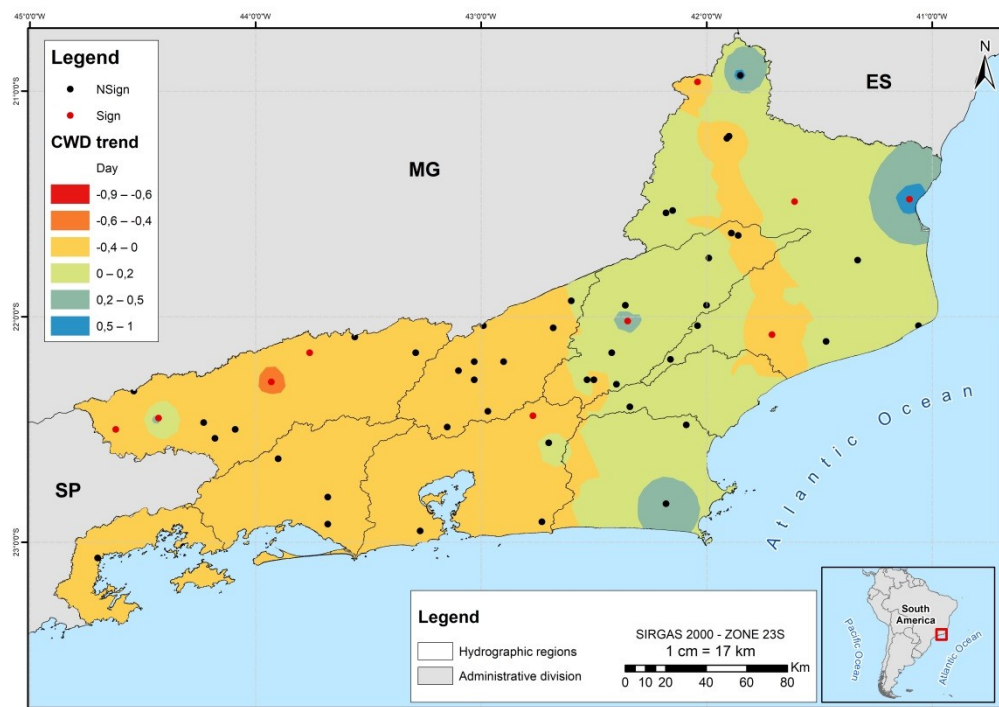 45°0'0"W
44°0'0"W
43°0'0"W
42°0'0"W
41°0'0"W
Legend
NSign
Sign
CWD trend
Day
-0,9 – -0,6
-0,6 – -0,4
-0,4 – 0
0 – 0,2
0,2 – 0,5
0,5 – 1
N
ES
MG
SP
21°0'0"S
22°0'0"S
23°0'0"S
Atlantic Ocean
Legend
Hydrographic regions
Administrative division
SIRGAS 2000 - ZONE 23S
1 cm = 17 km
Km
0 10 20 40 60 80
South
America
Pacific Ocean
Atlantic Ocean